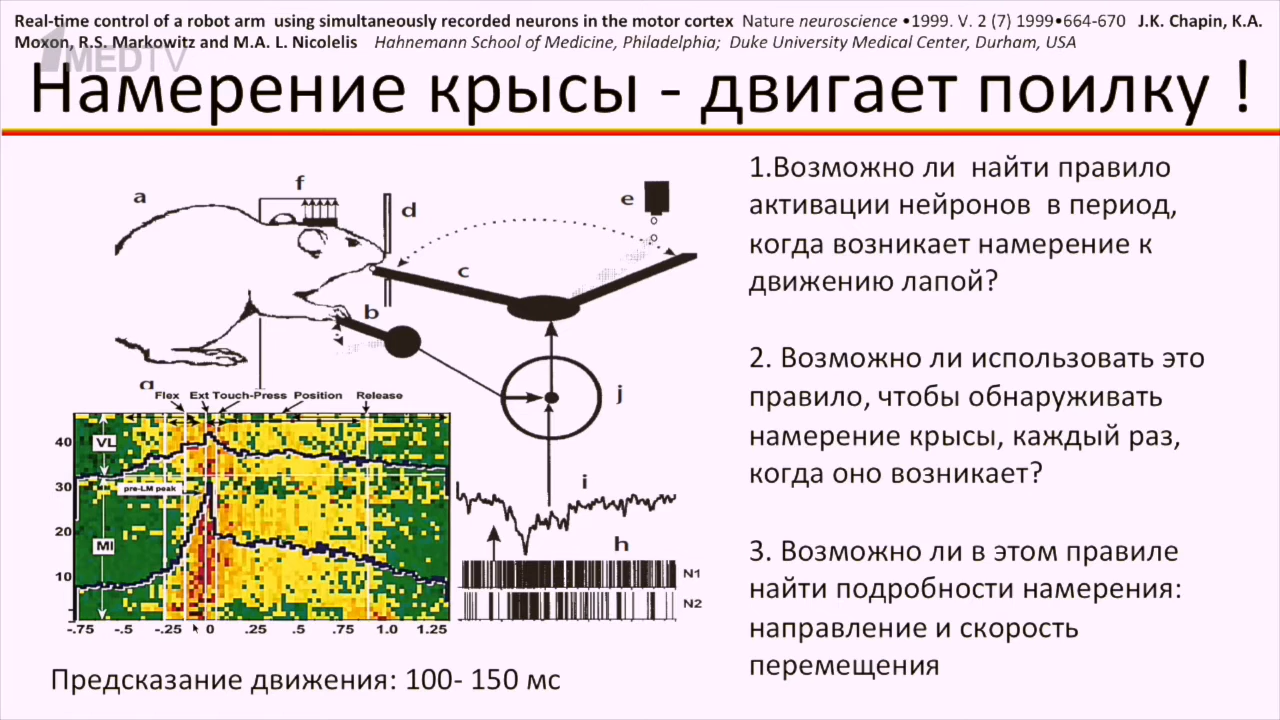 Real-time control of a robot arm using simultaneously recorded neurons in the motor cortex Nature neuroscience •1999. V. 2 (7) 1999•664-670 J.K. Chapin, K.A.
Moxon, R.S. Markowitz and M.A. L. Nicolelis Hahnemann School of Medicine, Philadelphia; Duke University Medical Center, Durham, USA
1MEDTV
Намерение крысы - двигает поилку !
1.Возможно ли найти правило
активации нейронов в период,
когда возникает намерение к
движению лапой?
2. Возможно ли использовать это
правило, чтобы обнаруживать
намерение крысы, каждый раз,
когда оно возникает?
3. Возможно ли в этом правиле
найти подробности намерения:
направление и скорость
перемещения
a
f
d
e
c
b
j
g
Flex Ext Touch-Press Position Release
40
VL
30
pre-LM peak
20
MI
10
-.75 -.5 -.25 0 .25 .5 .75 1.0 1.25
i
h
N1
N2
Предсказание движения: 100- 150 мс